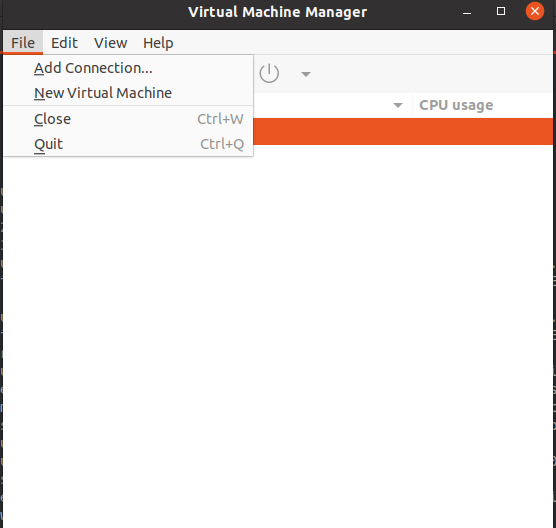 Virtual Machine Manager
File Edit View Help
Add Connection...
New Virtual Machine
CPU usage
Close Ctrl+W
Quit Ctrl+Q